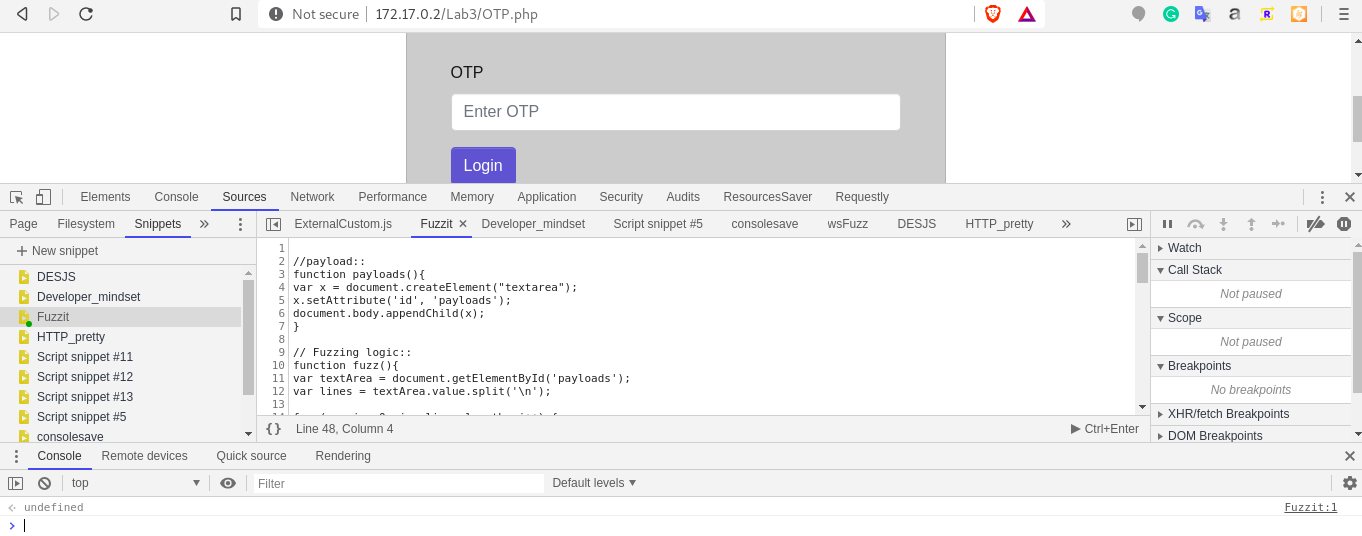 Not secure 172.17.0.2/Lab3/OTP.php
OTP
Enter OTP
Login
Elements Console Sources Network Performance Memory Application Security Audits ResourcesSaver Requestly
Page Filesystem Snippets » ExternalCustom.js Fuzzit × Developer_mindset Script snippet #5 consolesave wsFuzz DESJS HTTP_pretty »
+ New snippet
DESJS
Developer_mindset
Fuzzit
HTTP_pretty
Script snippet #11
Script snippet #12
Script snippet #13
Script snippet #5
consolesave
1
2 //payload::
3 function payloads(){
4 var x = document.createElement("textarea");
5 x.setAttribute('id', 'payloads');
6 document.body.appendChild(x);
7 }
8
9 // Fuzzing logic::
10 function fuzz(){
11 var textArea = document.getElementById('payloads');
12 var lines = textArea.value.split('\n');
13
{} Line 48, Column 4 Ctrl+Enter
Watch
Call Stack
Not paused
Scope
Not paused
Breakpoints
No breakpoints
XHR/fetch Breakpoints
DOM Breakpoints
Console Remote devices Quick source Rendering
top Filter Default levels
undefined Fuzzit:1